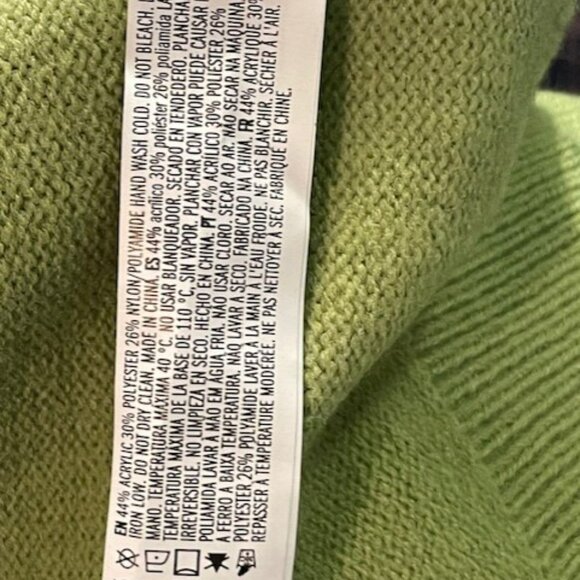 EN 44% ACRYLIC 30% POLYESTER 26% NYLON/POLYAMIDE HAND WASH COLD. DO NOT BLEACH.
IRON LOW. DO NOT DRY CLEAN. MADE IN CHINA. ES 44% acrílico 30% poliéster 26% poliamida LA
MANO. TEMPERATURA MÁXIMA 40 °C. NO USAR BLANQUEADOR. SECADO EN TENDEDERO. PLANCHA
TEMPERATURA MÁXIMA DE LA BASE DE 110 °C, SIN VAPOR. PLANCHAR CON VAPOR PUEDE CAUSAR
IRREVERSIBLE. NO LIMPIEZA EN SECO. HECHO EN CHINA. PT 44% ACRÍLICO 30% POLIÉSTER 26%
POLIAMIDA LAVAR À MÃO EM ÁGUA FRIA. NÃO USAR CLORO. SECAR AO AR. NÃO SECAR NA MÁQUINA.
A FERRO A BAIXA TEMPERATURA. NÃO LAVAR A SECO. FABRICADO NA CHINA. FR 44% ACRYLIQUE 30%
POLYESTER 26% POLYAMIDE LAVER À LA MAIN À L'EAU FROIDE. NE PAS BLANCHIR. SÉCHER À L'AIR.
REPASSER À TEMPÉRATURE MODÉRÉE. NE PAS NETTOYER À SEC. FABRIQUÉ EN CHINE.